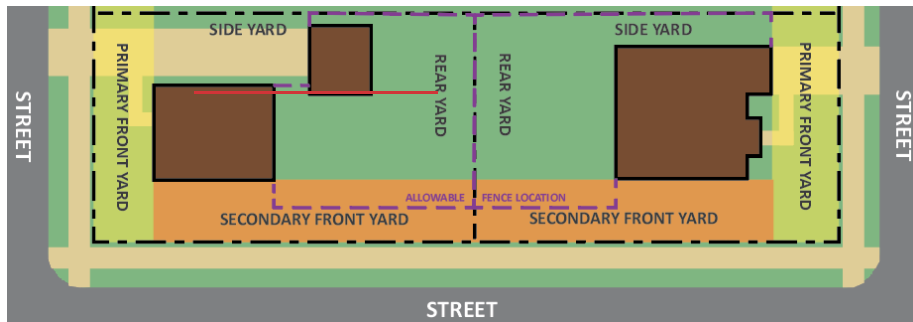 SIDE YARD
SIDE YARD
PRIMARY FRONT YARD
REAR YARD
REAR YARD
PRIMARY FRONT YARD
STREET
STREET
ALLOWABLE FENCE LOCATION
SECONDARY FRONT YARD
SECONDARY FRONT YARD
STREET